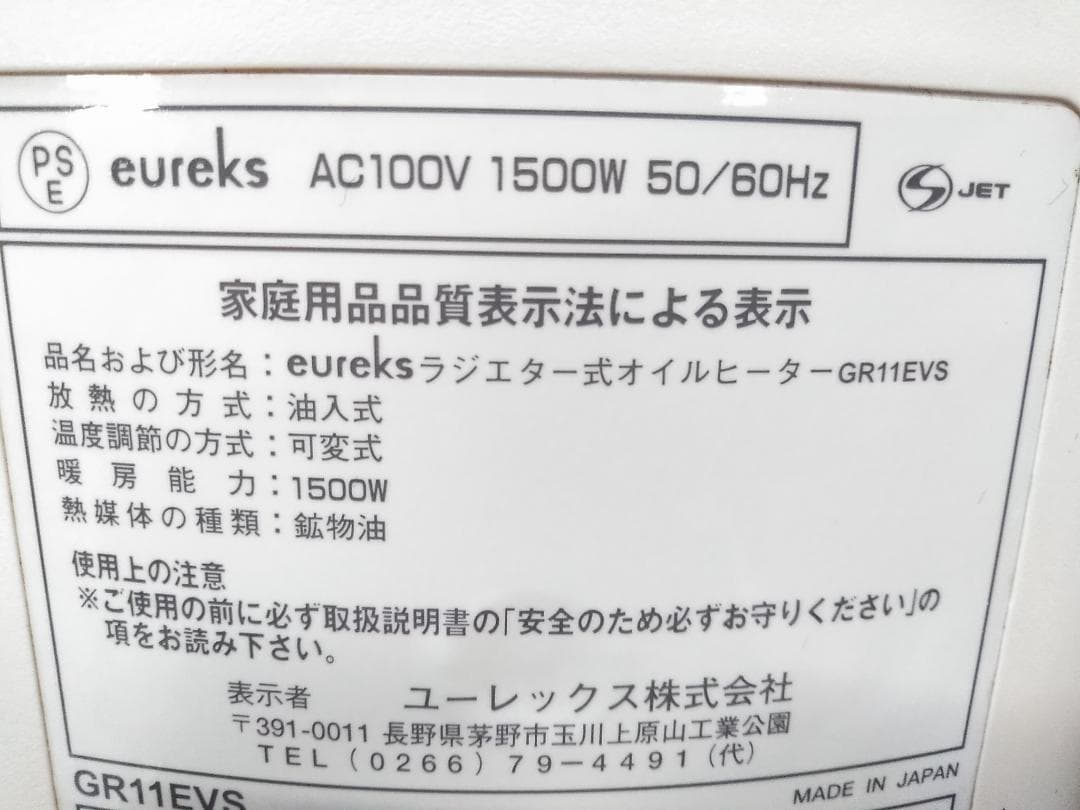 PS
E
eureks AC100V 1500W 50/60Hz
JET
家庭用品品質表示法による表示
品名および形名：eureksラジエター式オイルヒーターGR11EVS
放熱の方式：油入式
温度調節の方式：可変式
暖房能力：1500W
熱媒体の種類：鉱物油
使用上の注意
※ご使用の前に必ず取扱説明書の「安全のため必ずお守りください」の
項をお読み下さい。
表示者 ユーレックス株式会社
〒391-0011 長野県茅野市玉川上原山工業公園
ＴＥＬ（０２６６）７９－４４９１（代）
GR11EVS
MADE IN JAPAN